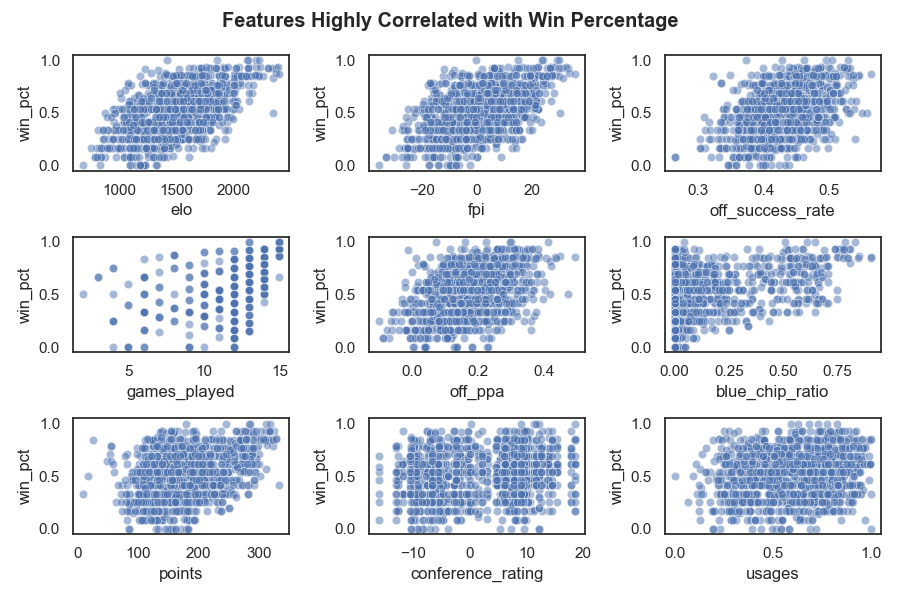 Features Highly Correlated with Win Percentage
win_pct
1.0
0.5
0.0
1000 1500 2000
elo
win_pct
1.0
0.5
0.0
−20 0 20
fpi
win_pct
1.0
0.5
0.0
0.3 0.4 0.5
off_success_rate
win_pct
1.0
0.5
0.0
5 10 15
games_played
win_pct
1.0
0.5
0.0
0.0 0.2 0.4
off_ppa
win_pct
1.0
0.5
0.0
0.00 0.25 0.50 0.75
blue_chip_ratio
win_pct
1.0
0.5
0.0
0 100 200 300
points
win_pct
1.0
0.5
0.0
−10 0 10 20
conference_rating
win_pct
1.0
0.5
0.0
0.0 0.5 1.0
usages